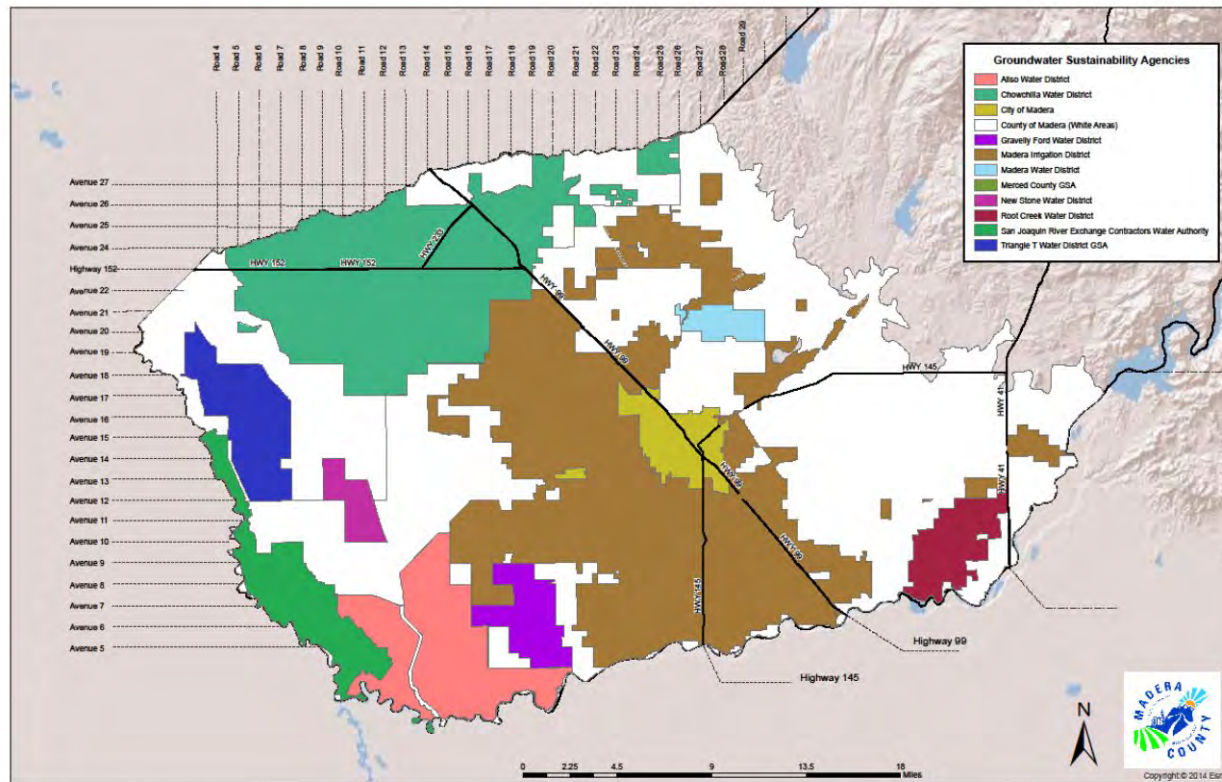 Road 4
Road 5
Road 6
Road 7
Road 8
Road 9
Road 10
Road 11
Road 12
Road 13
Road 14
Road 15
Road 16
Road 17
Road 18
Road 19
Road 20
Road 21
Road 22
Road 23
Road 24
Road 25
Road 26
Road 27
Road 28
Road 29
Groundwater Sustainability Agencies
Aliso Water District
Chowchilla Water District
City of Madera
County of Madera (White Areas)
Gravelly Ford Water District
Madera Irrigation District
Madera Water District
Merced County GSA
New Stone Water District
Root Creek Water District
San Joaquin River Exchange Contractors Water Authority
Triangle T Water District GSA
Avenue 27
Avenue 26
Avenue 25
Avenue 24
Highway 152
Avenue 22
Avenue 21
Avenue 20
Avenue 19
Avenue 18
Avenue 17
Avenue 16
Avenue 15
Avenue 14
Avenue 13
Avenue 12
Avenue 11
Avenue 10
Avenue 9
Avenue 8
Avenue 7
Avenue 6
Avenue 5
HWY 152
HWY 152
HWY 99
HWY 99
HWY 145
HWY 41
HWY 99
HWY 41
HWY 99
HWY 145
Highway 99
Highway 145
N
MADERA
COUNTY
0 2.25 4.5 9 13.5 18
Miles
Copyright:© 2014 Esri